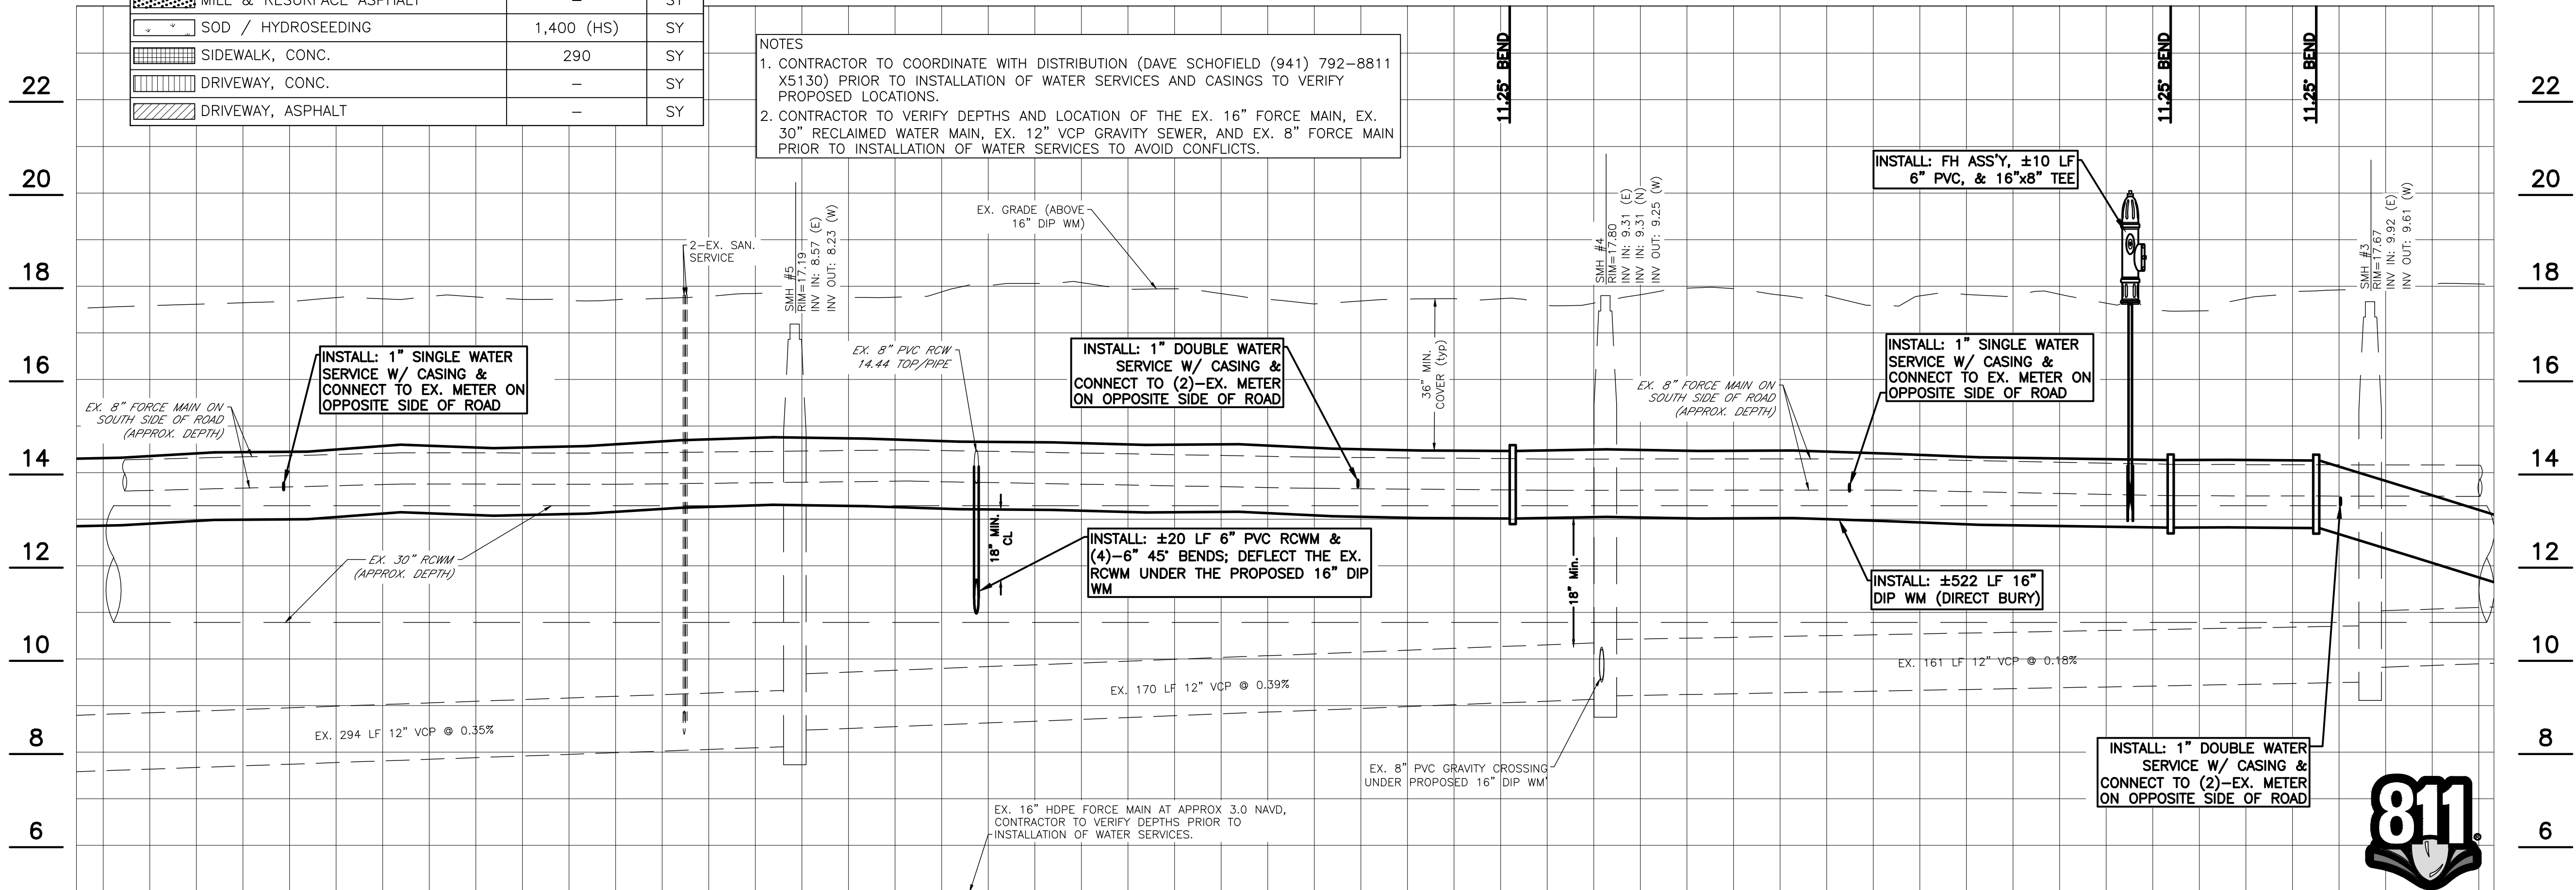 MILL & RESURFACE ASPHALT – SY
SOD / HYDROSEEDING 1,400 (HS) SY
SIDEWALK, CONC. 290 SY
DRIVEWAY, CONC. – SY
DRIVEWAY, ASPHALT – SY
NOTES
1. CONTRACTOR TO COORDINATE WITH DISTRIBUTION (DAVE SCHOFIELD (941) 792–8811
X5130) PRIOR TO INSTALLATION OF WATER SERVICES AND CASINGS TO VERIFY
PROPOSED LOCATIONS.
2. CONTRACTOR TO VERIFY DEPTHS AND LOCATION OF THE EX. 16" FORCE MAIN, EX.
30" RECLAIMED WATER MAIN, EX. 12" VCP GRAVITY SEWER, AND EX. 8" FORCE MAIN
PRIOR TO INSTALLATION OF WATER SERVICES TO AVOID CONFLICTS.
11.25° BEND
11.25° BEND
11.25° BEND
22
20
18
16
14
12
10
8
6
22
20
18
16
14
12
10
8
6
INSTALL: FH ASS'Y, ±10 LF
6" PVC, & 16"x8" TEE
EX. GRADE (ABOVE
16" DIP WM)
2–EX. SAN.
SERVICE
SMH #5
RIM=17.19
INV IN: 8.57 (E)
INV OUT: 8.23 (W)
SMH #4
RIM=17.80
INV IN: 9.31 (E)
INV IN: 9.31 (N)
INV OUT: 9.25 (W)
SMH #3
RIM=17.67
INV IN: 9.92 (E)
INV OUT: 9.61 (W)
INSTALL: 1" SINGLE WATER
SERVICE W/ CASING &
CONNECT TO EX. METER ON
OPPOSITE SIDE OF ROAD
EX. 8" FORCE MAIN ON
SOUTH SIDE OF ROAD
(APPROX. DEPTH)
EX. 8" PVC RCW
14.44 TOP/PIPE
INSTALL: 1" DOUBLE WATER
SERVICE W/ CASING &
CONNECT TO (2)–EX. METER
ON OPPOSITE SIDE OF ROAD
36" MIN.
COVER (typ)
EX. 8" FORCE MAIN ON
SOUTH SIDE OF ROAD
(APPROX. DEPTH)
INSTALL: 1" SINGLE WATER
SERVICE W/ CASING &
CONNECT TO EX. METER ON
OPPOSITE SIDE OF ROAD
EX. 30" RCWM
(APPROX. DEPTH)
18" MIN.
CL
INSTALL: ±20 LF 6" PVC RCWM &
(4)–6" 45° BENDS; DEFLECT THE EX.
RCWM UNDER THE PROPOSED 16" DIP
WM
18" Min.
INSTALL: ±522 LF 16"
DIP WM (DIRECT BURY)
EX. 294 LF 12" VCP @ 0.35%
EX. 170 LF 12" VCP @ 0.39%
EX. 161 LF 12" VCP @ 0.18%
EX. 8" PVC GRAVITY CROSSING
UNDER PROPOSED 16" DIP WM
INSTALL: 1" DOUBLE WATER
SERVICE W/ CASING &
CONNECT TO (2)–EX. METER
ON OPPOSITE SIDE OF ROAD
EX. 16" HDPE FORCE MAIN AT APPROX 3.0 NAVD,
CONTRACTOR TO VERIFY DEPTHS PRIOR TO
INSTALLATION OF WATER SERVICES.
811